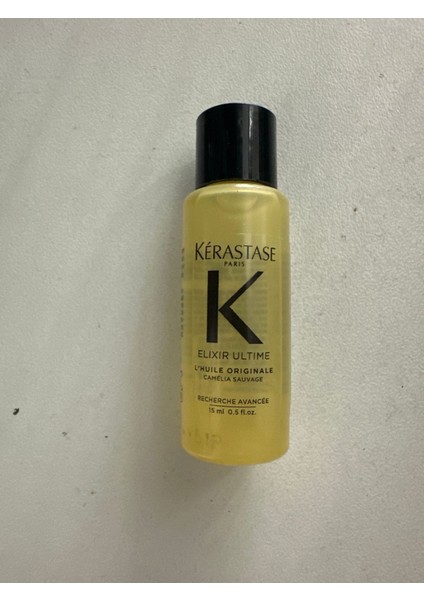 KÉRASTASE
PARIS
K
ELIXIR ULTIME
L'HUILE ORIGINALE
CAMÉLIA SAUVAGE
RECHERCHE AVANCÉE
15 ml 0.5 fl.oz.